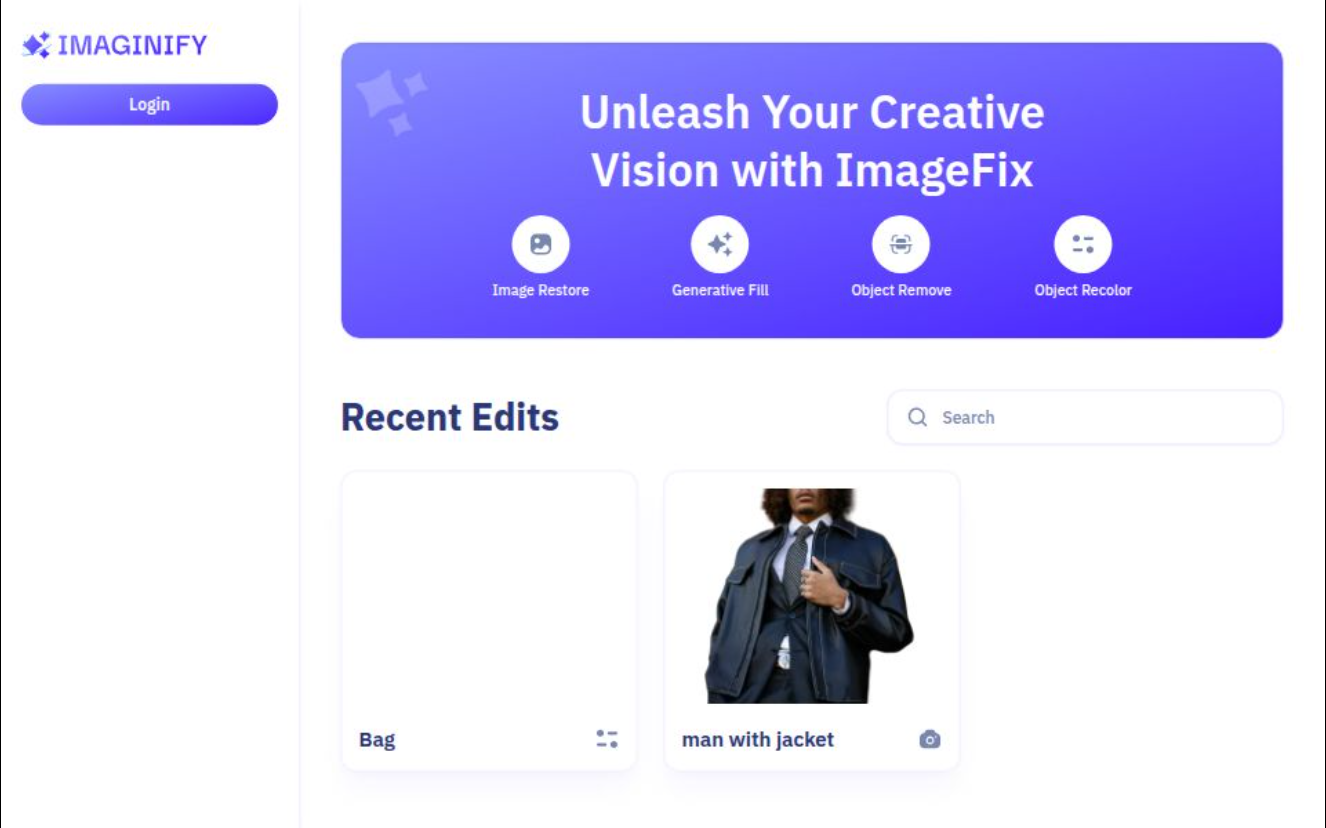 IMAGINIFY
Login
Unleash Your Creative
Vision with ImageFix
Image Restore
Generative Fill
Object Remove
Object Recolor
Recent Edits
Search
Bag
man with jacket